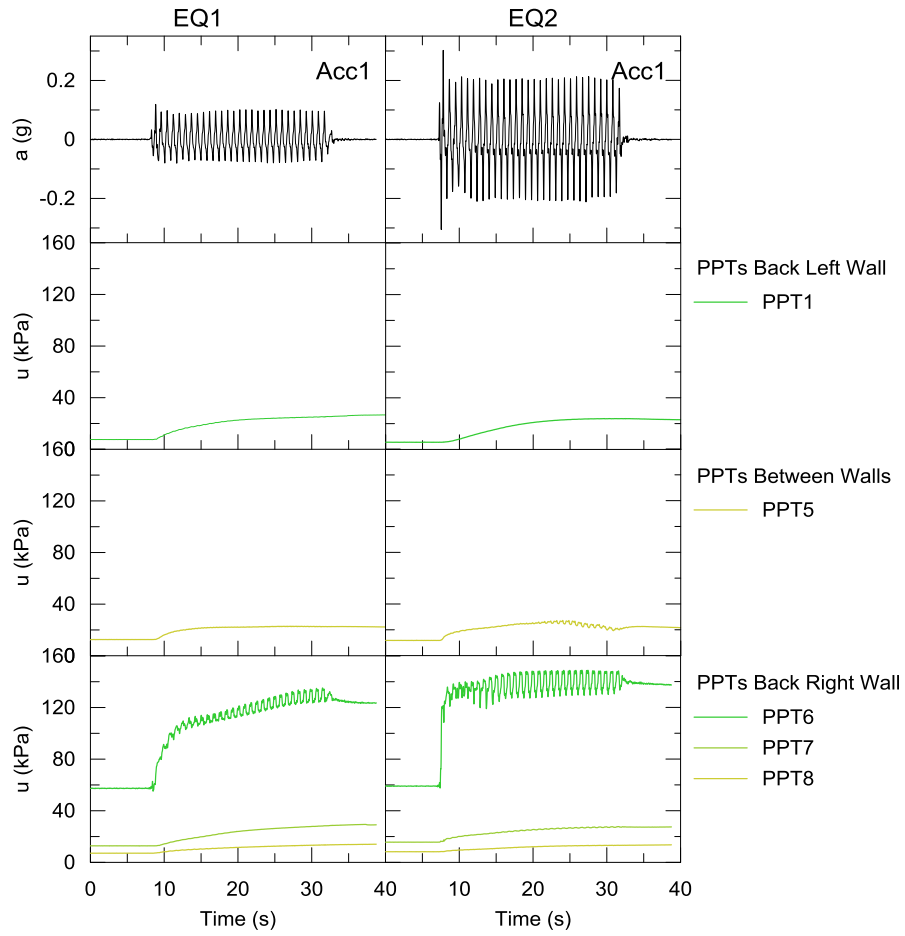 EQ1 EQ2
Acc1 Acc1
a (g)
0.2
0
-0.2
160
120
80
40
0
u (kPa)
PPTs Back Left Wall
PPT1
160
120
80
40
0
u (kPa)
PPTs Between Walls
PPT5
160
120
80
40
0
u (kPa)
PPTs Back Right Wall
PPT6
PPT7
PPT8
0 10 20 30 40 10 20 30 40
Time (s) Time (s)